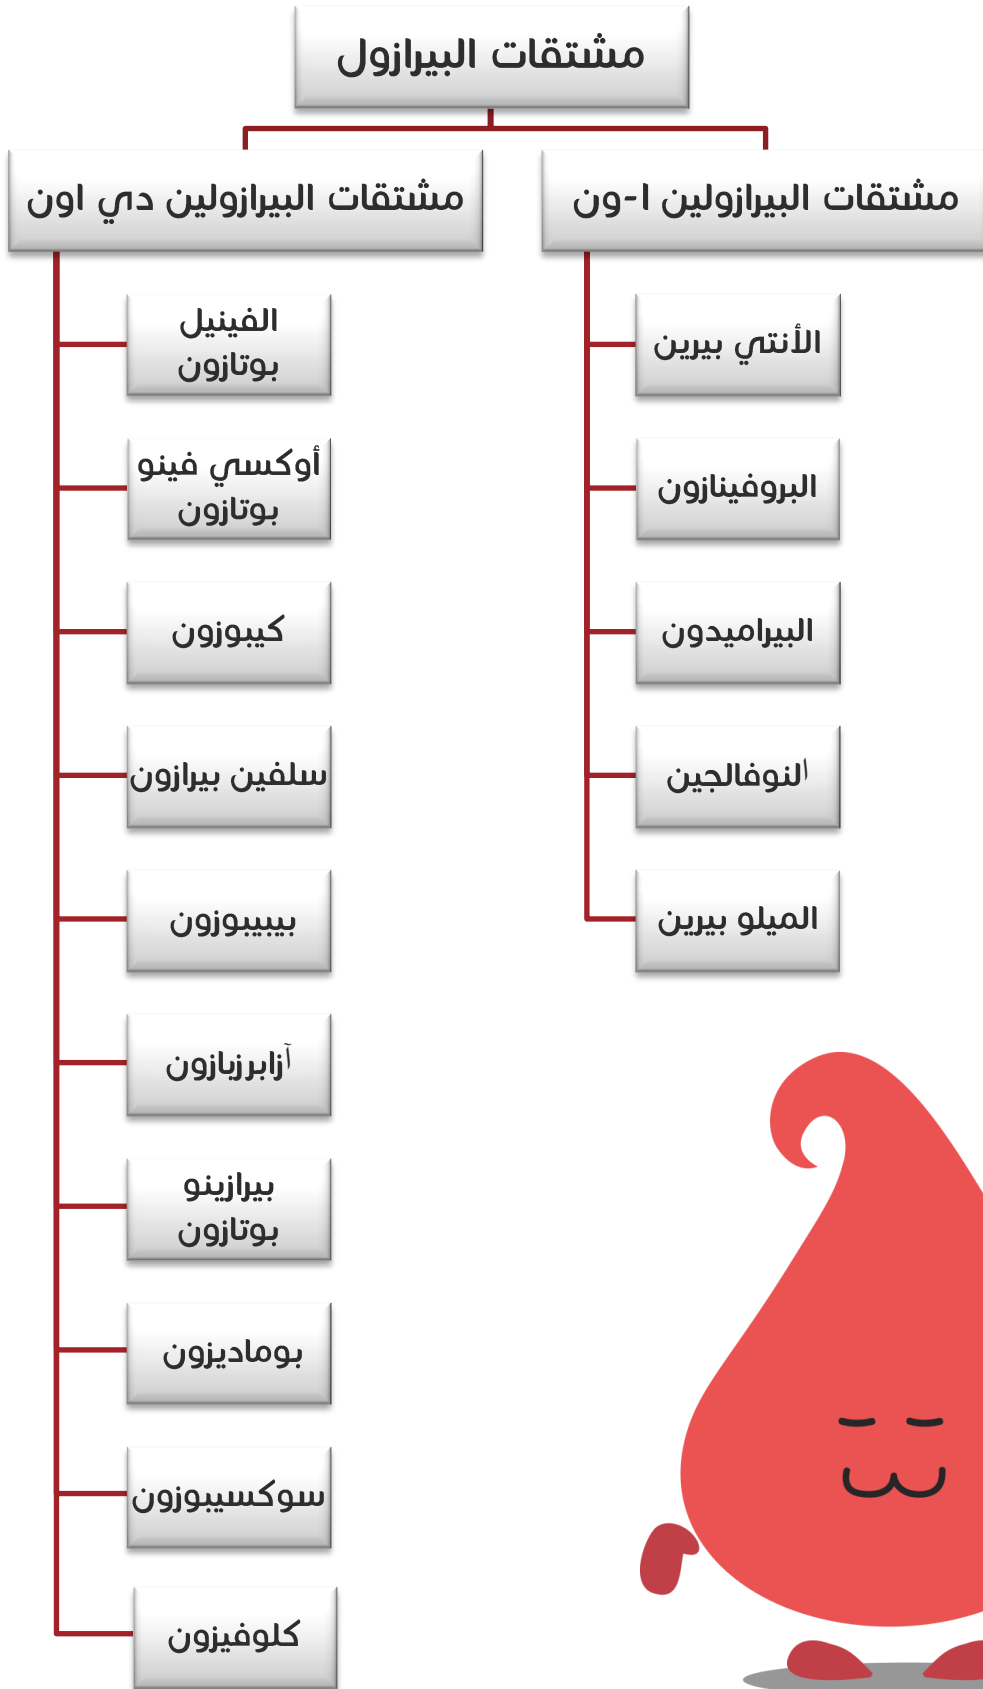 مشتقات البيرازول
مشتقات البيرازولين ا-ون
الأنتي بيرين
البروفينازون
البيراميدون
النوفالجين
الميلو بيرين
مشتقات البيرازولين دي اون
الفينيل
بوتازون
أوكسي فينو
بوتازون
كيبوزون
سلفين بيرازون
بيبيبوزون
آزابرزبازون
بيرازينو
بوتازون
بوماديزون
سوكسيبوزون
كلوفيزون